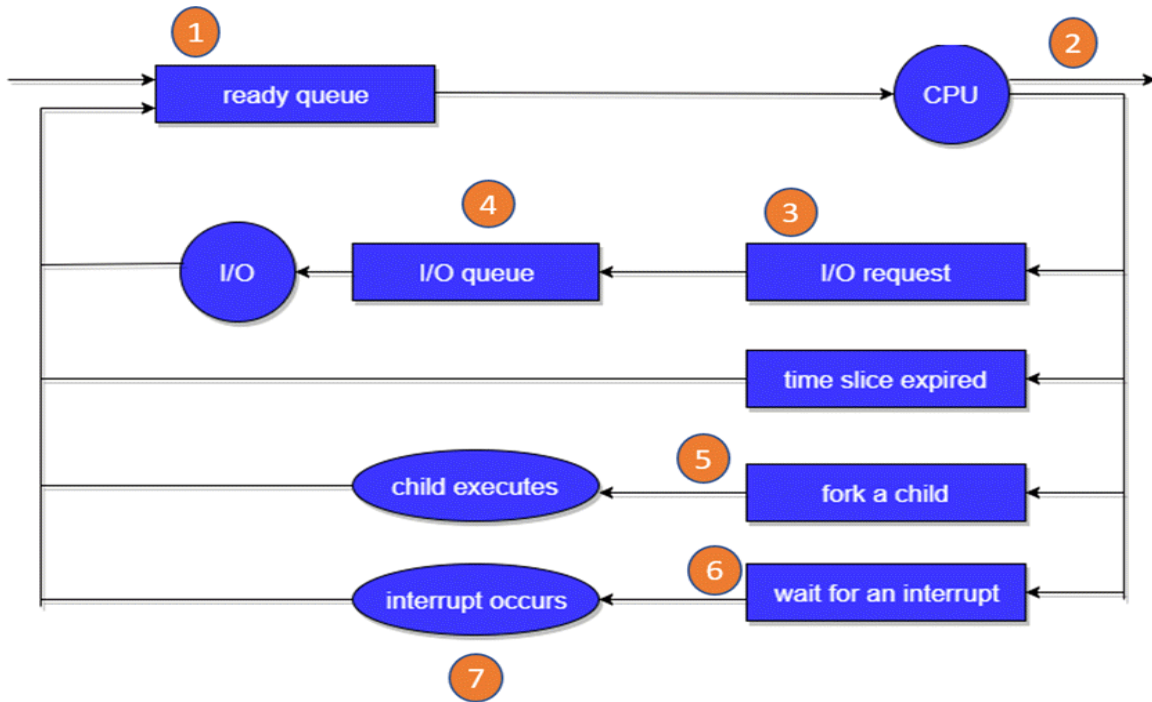 1
2
ready queue
CPU
4
3
I/O
I/O queue
I/O request
time slice expired
5
child executes
fork a child
6
interrupt occurs
wait for an interrupt
7